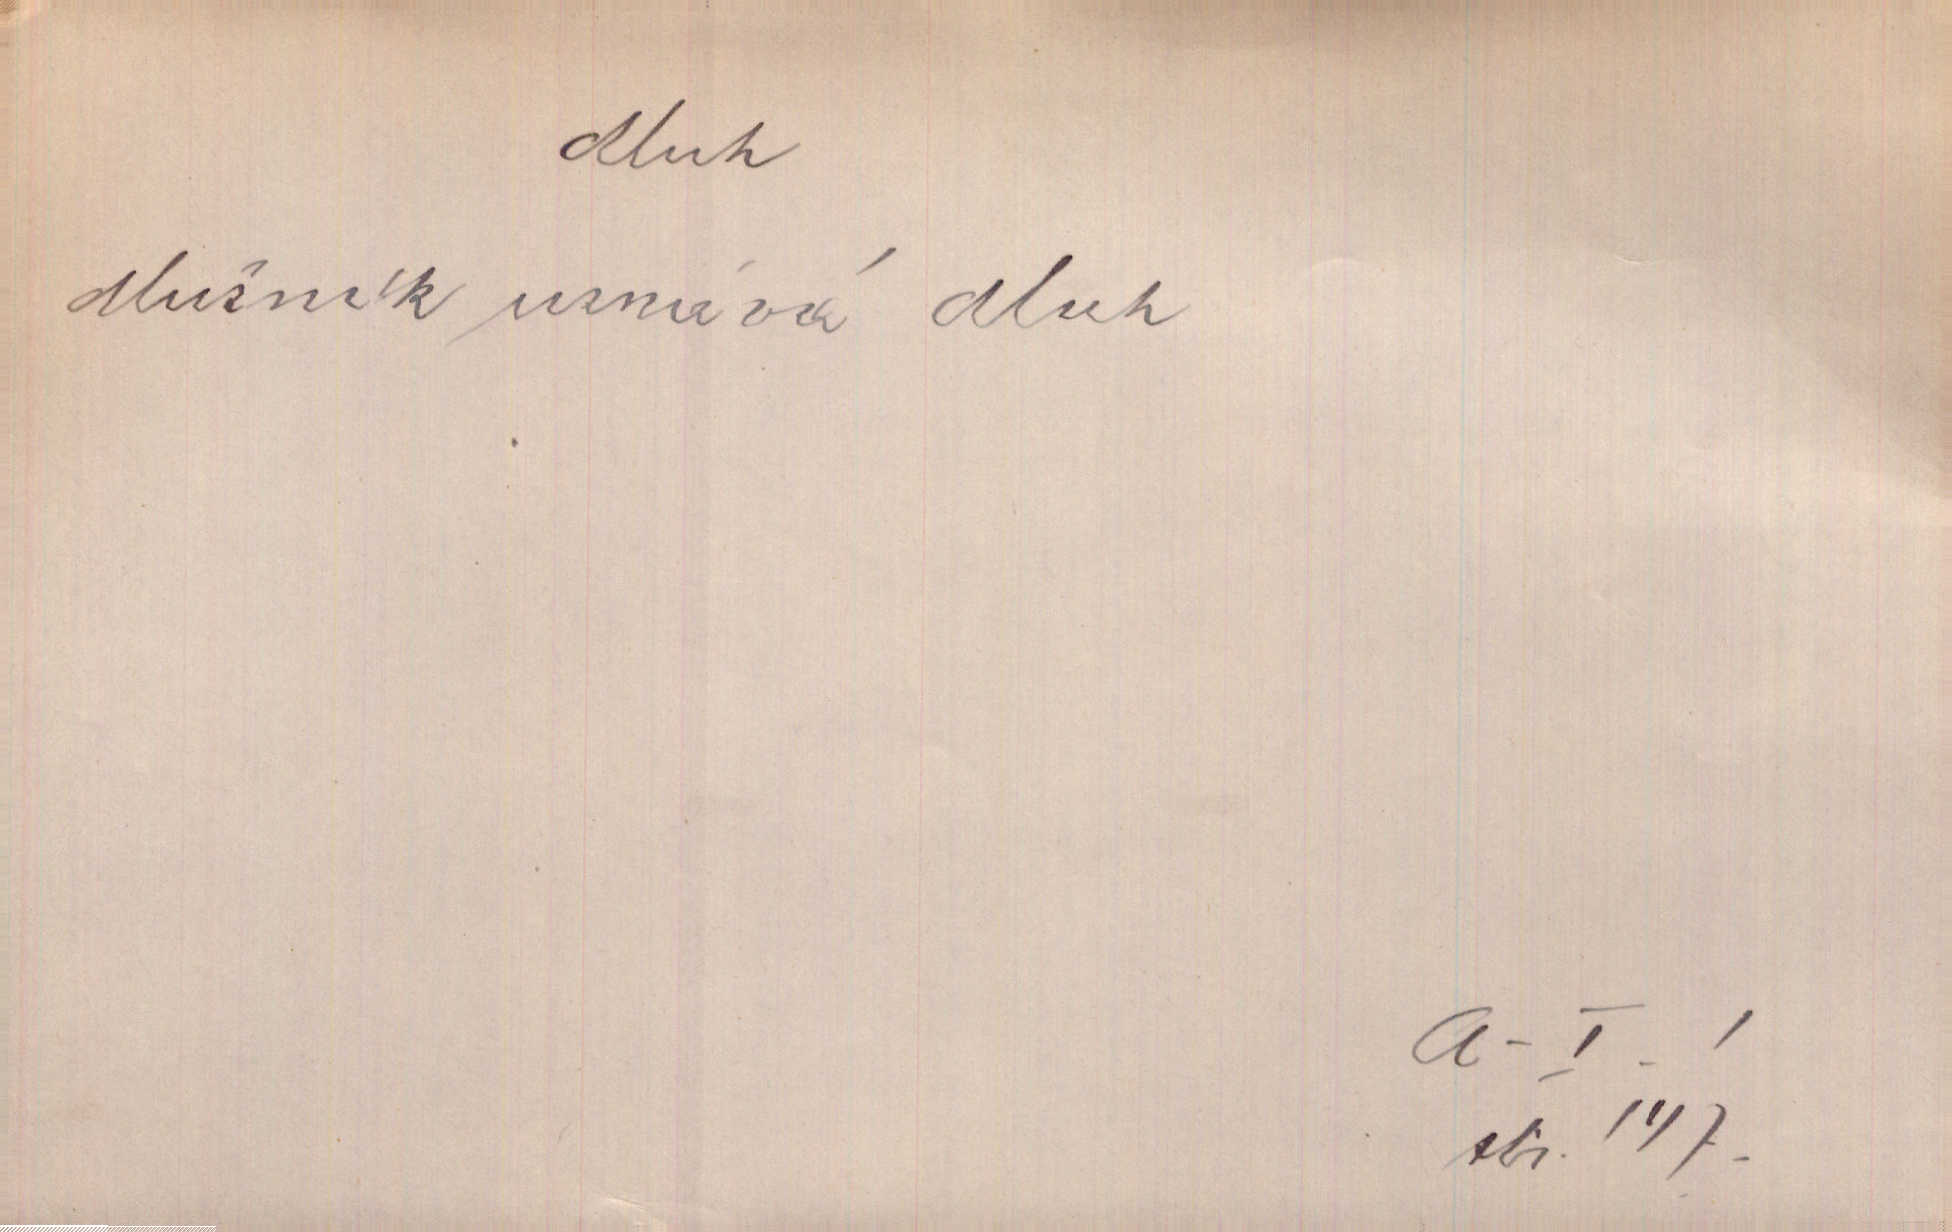 dluh
dlužník uznává dluh
A - I - 1
str. 147.